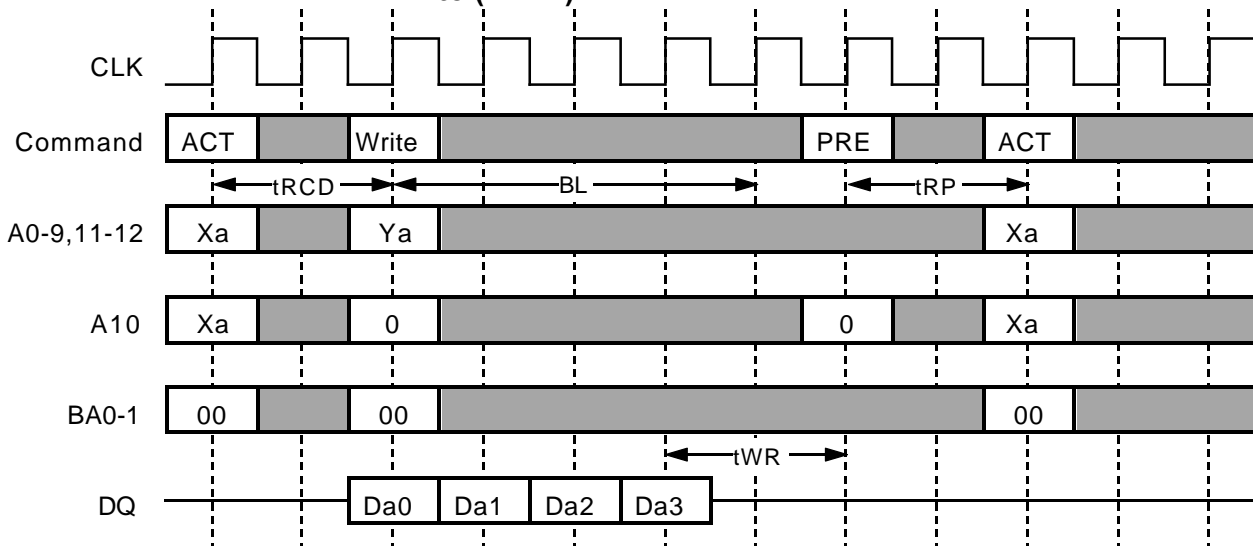 CLK
Command ACT Write PRE ACT
tRCD BL tRP
A0-9,11-12 Xa Ya Xa
A10 Xa 0 0 Xa
BA0-1 00 00 00
tWR
DQ Da0 Da1 Da2 Da3